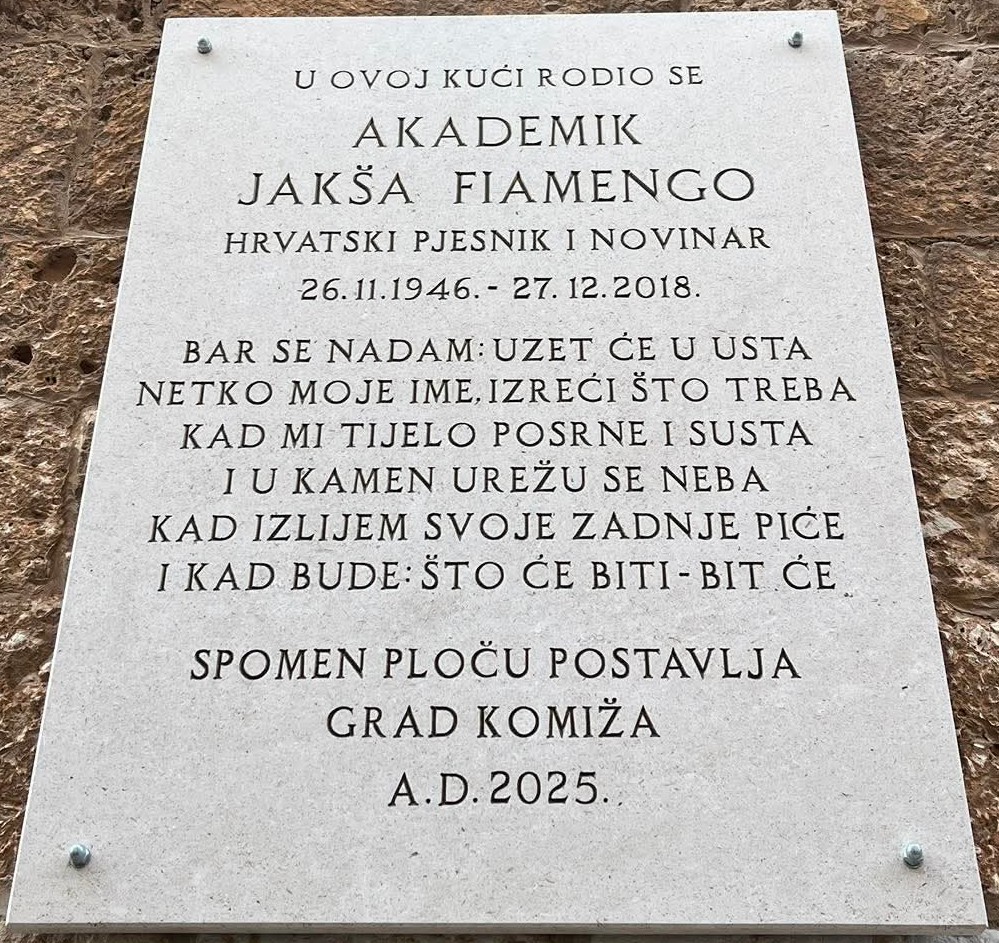 U OVOJ KUĆI RODIO SE
AKADEMIK
JAKŠA FIAMENGO
HRVATSKI PJESNIK I NOVINAR
26.11.1946.- 27.12.2018.
BAR SE NADAM: UZET ĆE U USTA
NETKO MOJE IME, IZREĆI ŠTO TREBA
KAD MI TIJELO POSRNE I SUSTA
I U KAMEN UREŽU SE NEBA
KAD IZLIJEM SVOJE ZADNJE PIĆE
I KAD BUDE: ŠTO ĆE BITI - BIT ĆE
SPOMEN PLOČU POSTAVLJA
GRAD KOMIŽA
A.D. 2025.